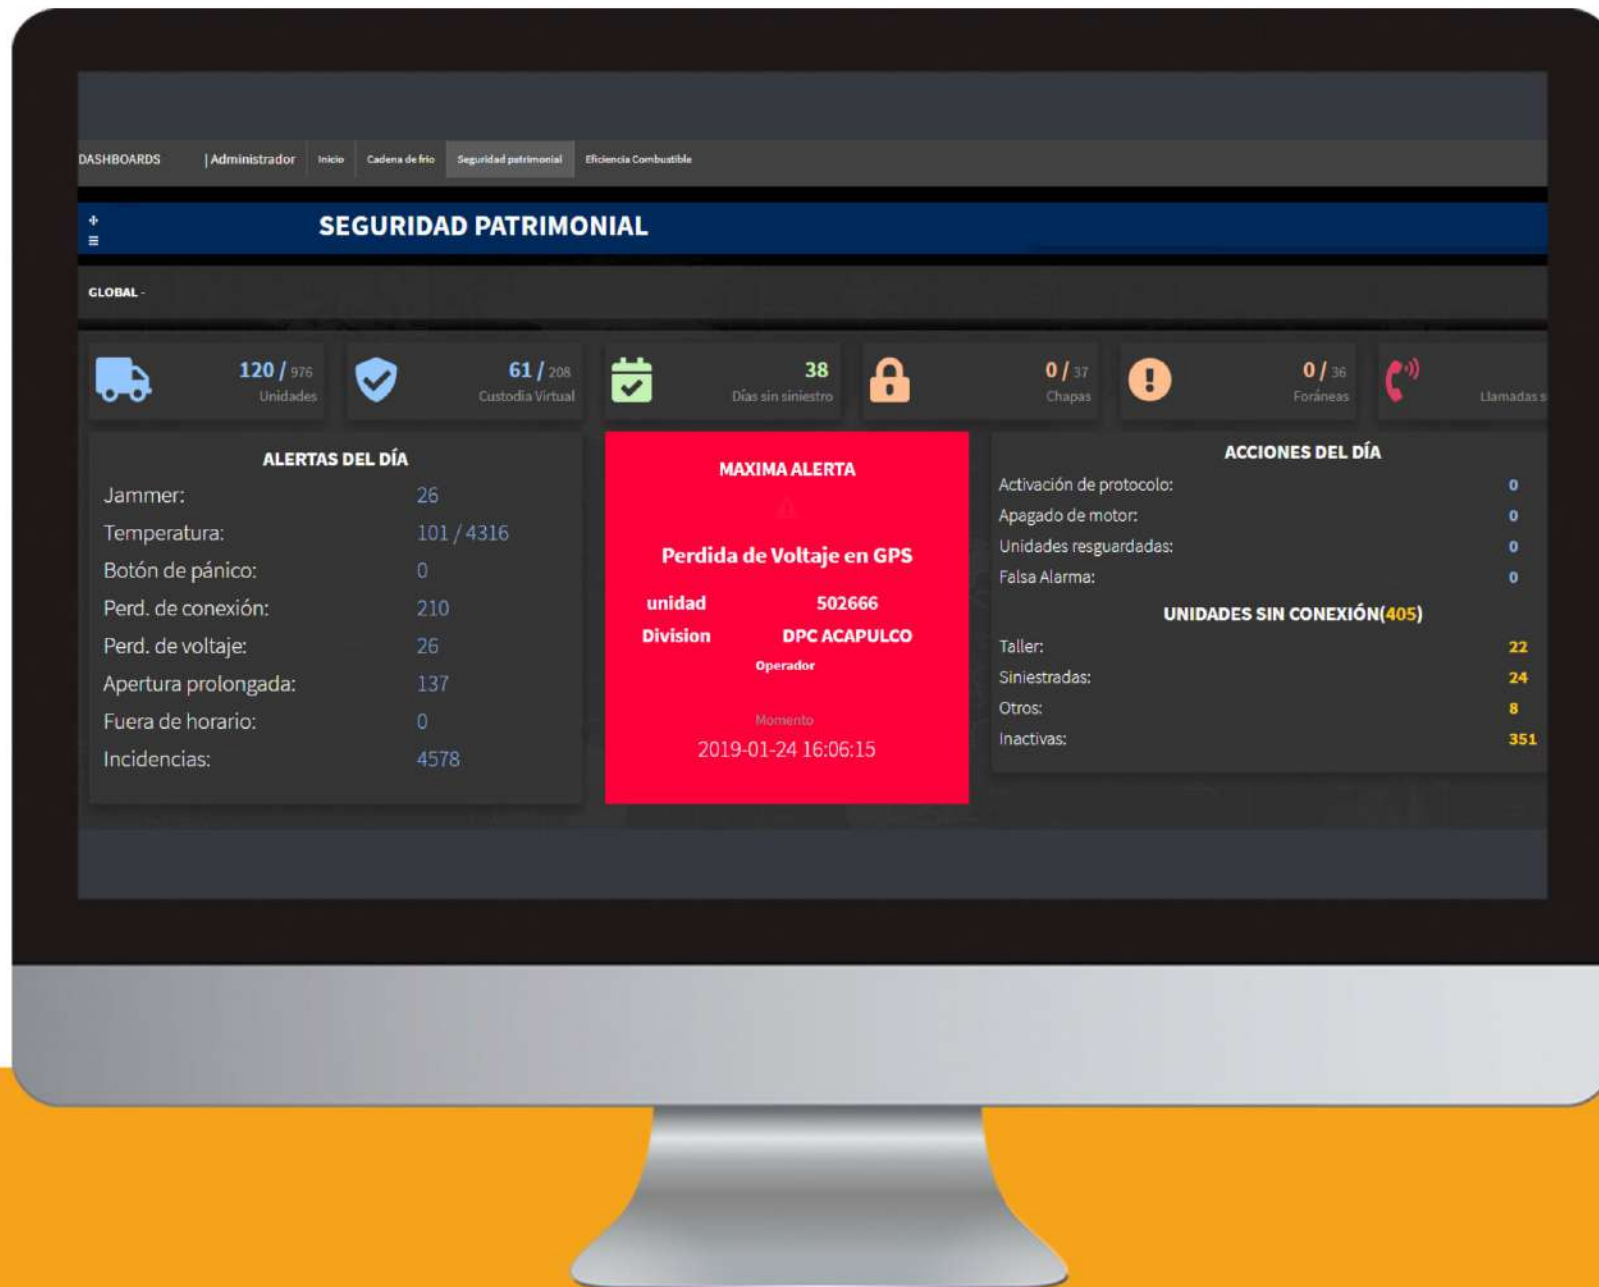 DASHBOARDS | Administrador Inicio Cadena de frio Seguridad patrimonial Eficiencia Combustible
SEGURIDAD PATRIMONIAL
GLOBAL -
120 / 976
Unidades
61 / 208
Custodia Virtual
38
Días sin siniestro
0 / 37
Chapas
0 / 36
Foráneas
Llamadas s
ALERTAS DEL DÍA
Jammer: 26
Temperatura: 101 / 4316
Botón de pánico: 0
Perd. de conexión: 210
Perd. de voltaje: 26
Apertura prolongada: 137
Fuera de horario: 0
Incidencias: 4578
MAXIMA ALERTA
Perdida de Voltaje en GPS
unidad 502666
Division DPC ACAPULCO
Operador
Momento
2019-01-24 16:06:15
ACCIONES DEL DÍA
Activación de protocolo: 0
Apagado de motor: 0
Unidades resguardadas: 0
Falsa Alarma: 0
UNIDADES SIN CONEXIÓN(405)
Taller: 22
Siniestradas: 24
Otros: 8
Inactivas: 351